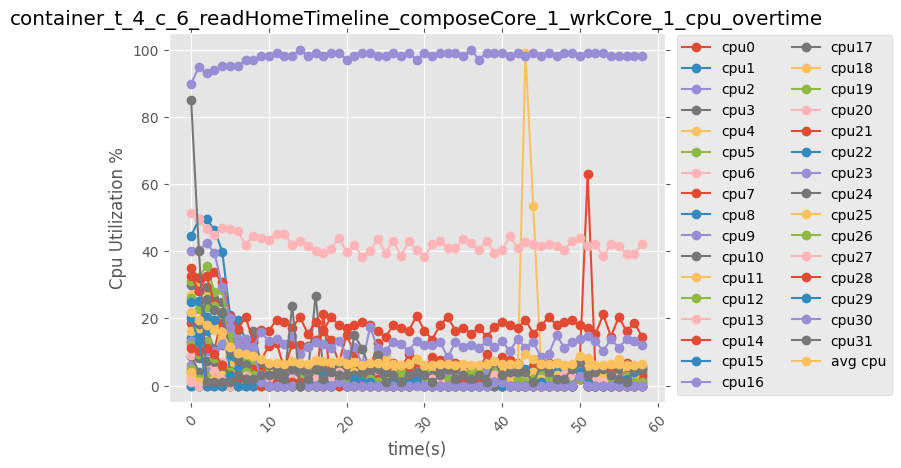 container_t_4_c_6_readHomeTimeline_composeCore_1_wrkCore_1_cpu_overtime
100
80
60
40
20
0
Cpu Utilization %
0 10 20 30 40 50 60
time(s)
cpu0
cpu1
cpu2
cpu3
cpu4
cpu5
cpu6
cpu7
cpu8
cpu9
cpu10
cpu11
cpu12
cpu13
cpu14
cpu15
cpu16
cpu17
cpu18
cpu19
cpu20
cpu21
cpu22
cpu23
cpu24
cpu25
cpu26
cpu27
cpu28
cpu29
cpu30
cpu31
avg cpu